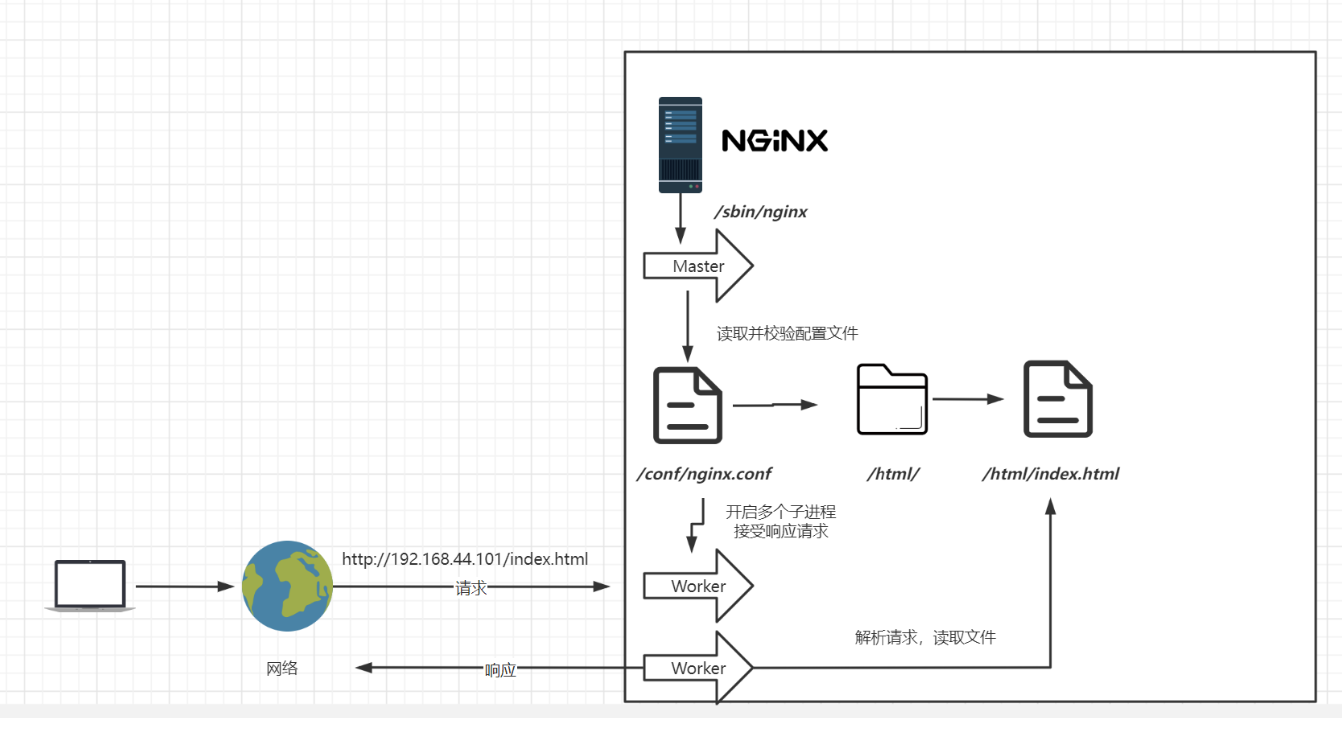 NGiNX
/sbin/nginx
Master
读取并校验配置文件
/conf/nginx.conf
/html/
/html/index.html
开启多个子进程
接受响应请求
http://192.168.44.101/index.html
请求
Worker
解析请求，读取文件
网络
响应
Worker